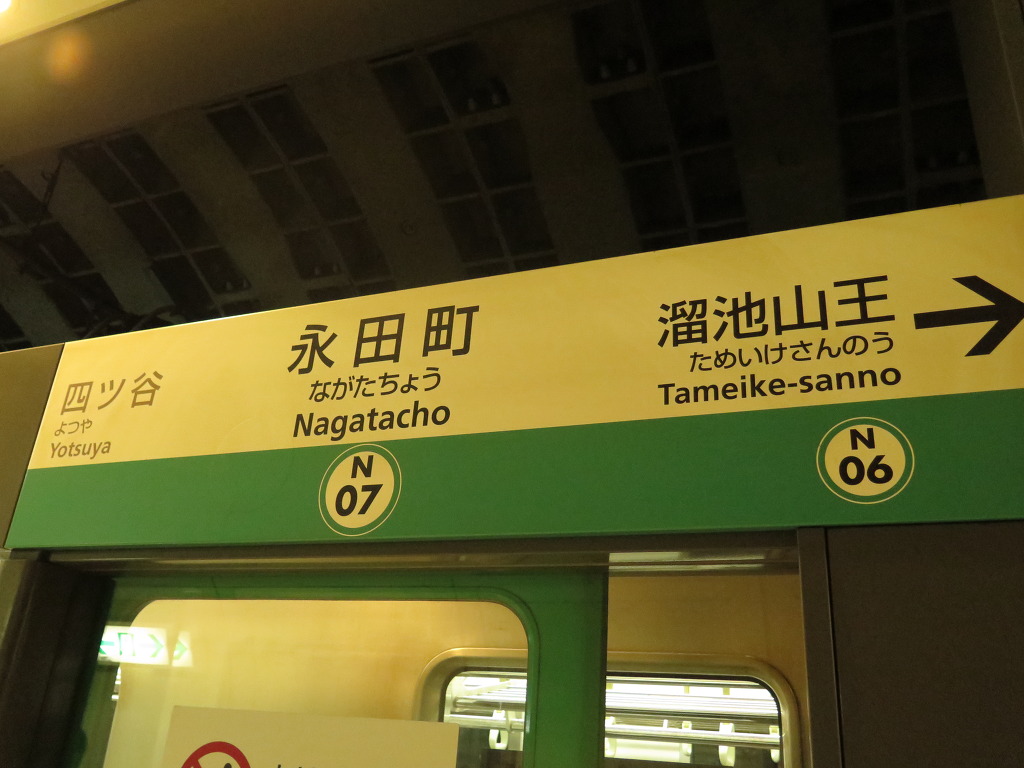 四ツ谷
よつや
Yotsuya
永田町
ながたちょう
Nagatacho
N
07
溜池山王
ためいけさんのう
Tameike-sanno
N
06